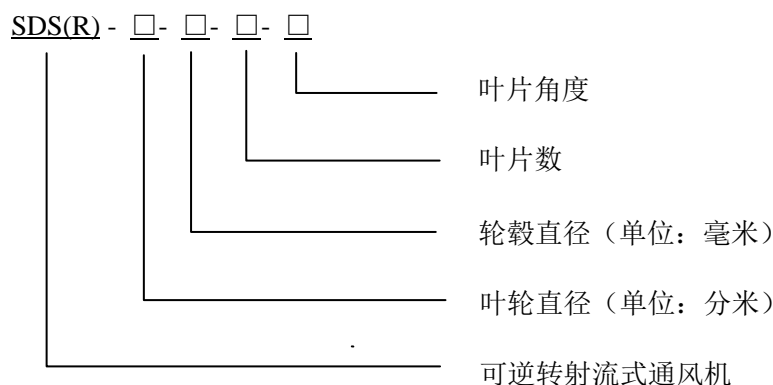 SDS(R) - □- □- □- □
叶片角度
叶片数
轮毂直径（单位：毫米）
叶轮直径（单位：分米）
可逆转射流式通风机